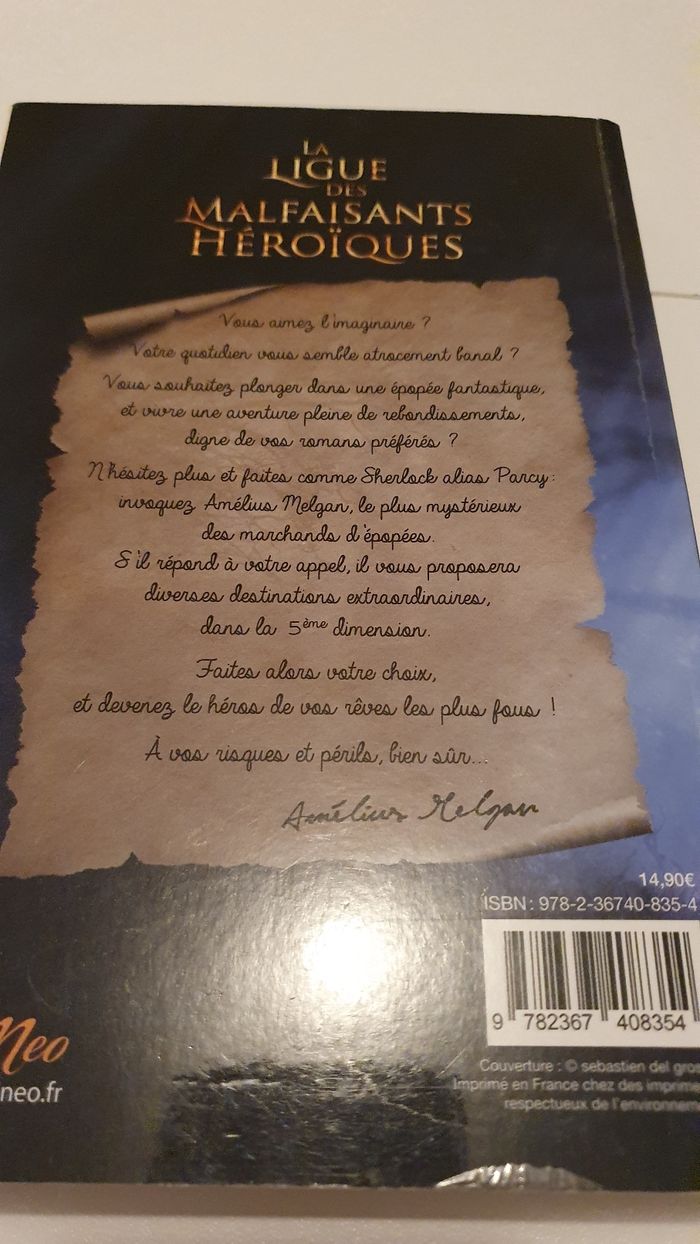 LA
LIGUE
DES
MALFAISANTS
HÉROÏQUES
Vous aimez l'imaginaire ?
Votre quotidien vous semble atrocement banal ?
Vous souhaitez plonger dans une épopée fantastique,
et vivre une aventure pleine de rebondissements,
digne de vos romans préférés ?
N'hésitez plus et faites comme Sherlock alias Parcy :
invoquez Amélius Melgan, le plus mystérieux
des marchands d'épopées.
S'il répond à votre appel, il vous proposera
diverses destinations extraordinaires,
dans la 5ème dimension.
Faites alors votre choix,
et devenez le héros de vos rêves les plus fous !
À vos risques et périls, bien sûr...
Amélius Melgan
14,90€
ISBN : 978-2-36740-835-4
9 782367 408354
Neo
neo.fr
Couverture : © sebastien del gros
Imprimé en France chez des imprime
respectueux de l'environnem